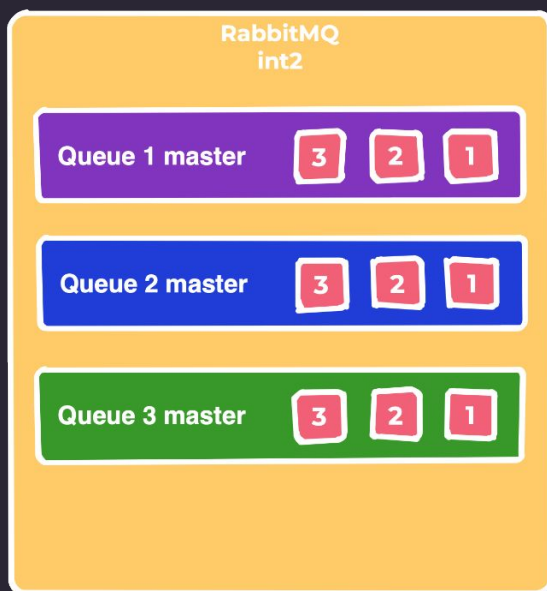 RabbitMQ
int2
Queue 1 master 3 2 1
Queue 2 master 3 2 1
Queue 3 master 3 2 1